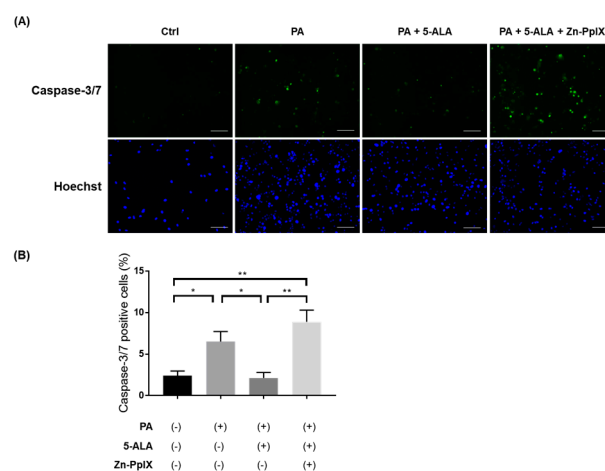 (A)
Ctrl PA PA + 5-ALA PA + 5-ALA + Zn-PpIX
Caspase-3/7
Hoechst
(B)
Caspase-3/7 positive cells (%)
15
10
5
0
**
* * **
PA (-) (+) (+) (+)
5-ALA (-) (-) (+) (+)
Zn-PpIX (-) (-) (-) (+)